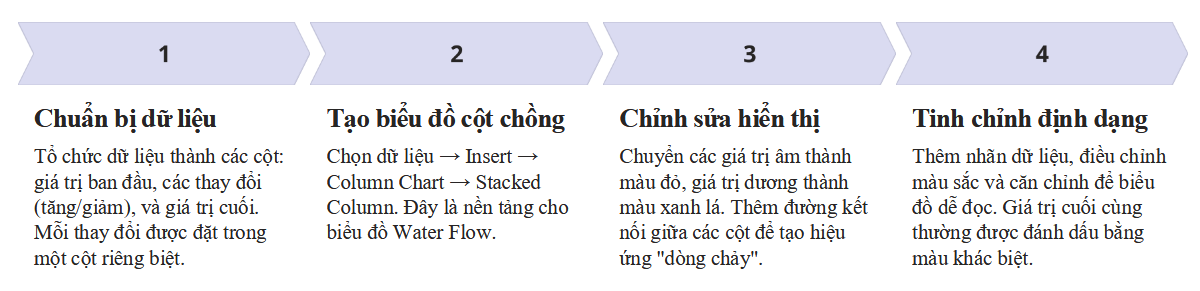 1
Chuẩn bị dữ liệu
Tổ chức dữ liệu thành các cột:
giá trị ban đầu, các thay đổi
(tăng/giảm), và giá trị cuối.
Mỗi thay đổi được đặt trong
một cột riêng biệt.
2
Tạo biểu đồ cột chồng
Chọn dữ liệu → Insert →
Column Chart → Stacked
Column. Đây là nền tảng cho
biểu đồ Water Flow.
3
Chỉnh sửa hiển thị
Chuyển các giá trị âm thành
màu đỏ, giá trị dương thành
màu xanh lá. Thêm đường kết
nối giữa các cột để tạo hiệu
ứng "dòng chảy".
4
Tinh chỉnh định dạng
Thêm nhãn dữ liệu, điều chỉnh
màu sắc và căn chỉnh để biểu
đồ dễ đọc. Giá trị cuối cùng
thường được đánh dấu bằng
màu khác biệt.